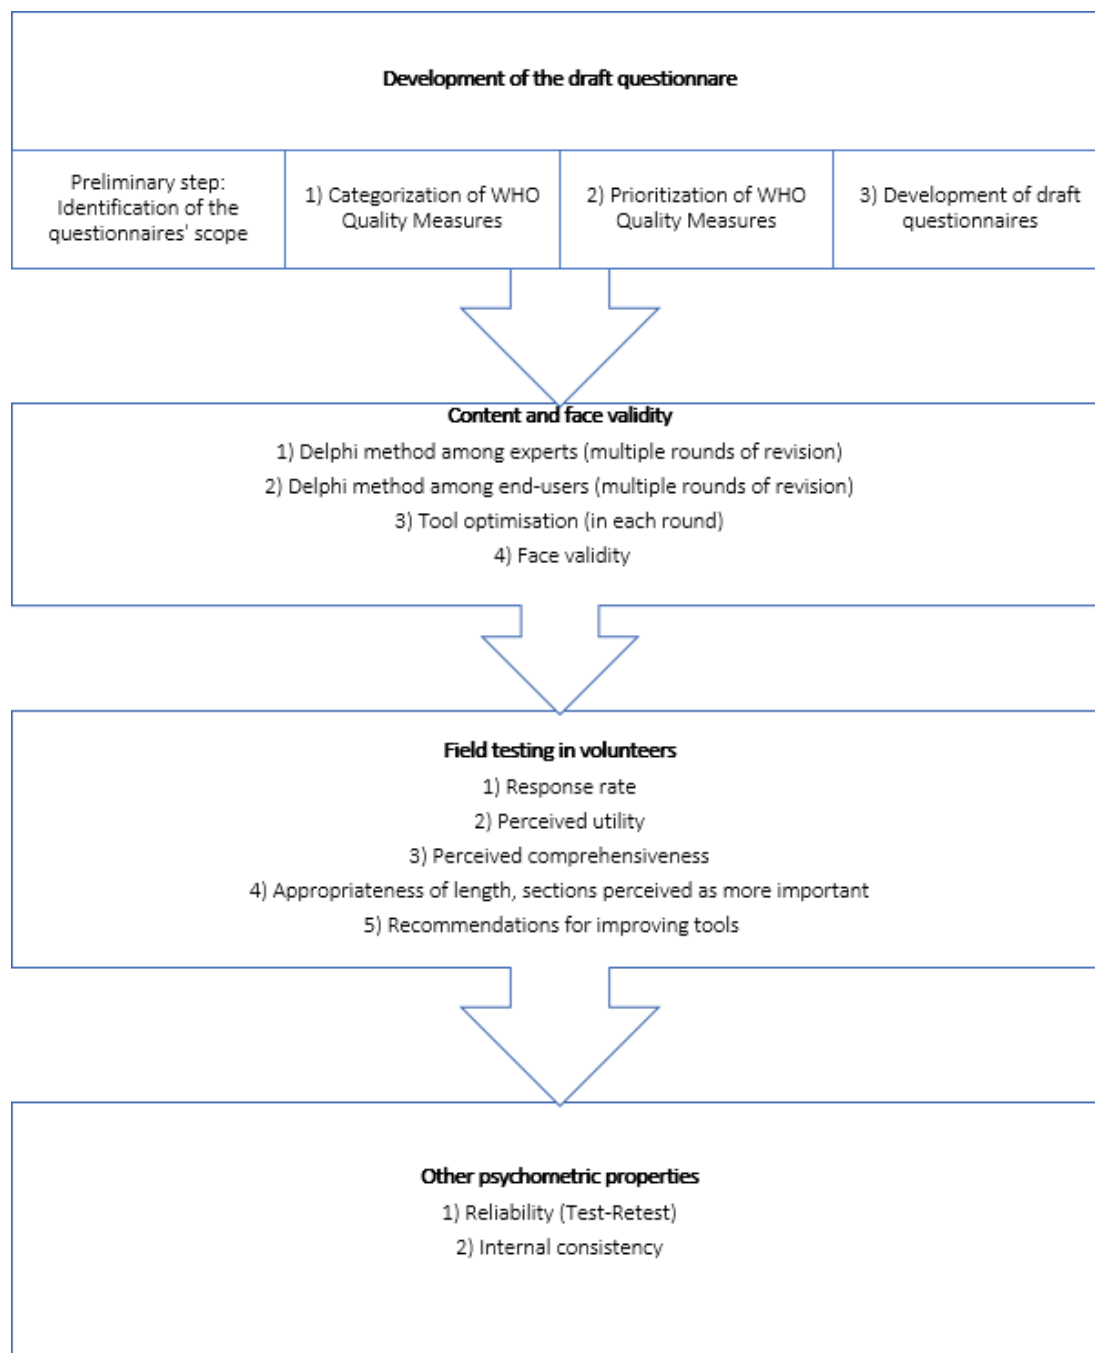 Development of the draft questionnare
Preliminary step:
Identification of the
questionnaires' scope
1) Categorization of WHO
Quality Measures
2) Prioritization of WHO
Quality Measures
3) Development of draft
questionnaires
Content and face validity
1) Delphi method among experts (multiple rounds of revision)
2) Delphi method among end-users (multiple rounds of revision)
3) Tool optimisation (in each round)
4) Face validity
Field testing in volunteers
1) Response rate
2) Perceived utility
3) Perceived comprehensiveness
4) Appropriateness of length, sections perceived as more important
5) Recommendations for improving tools
Other psychometric properties
1) Reliability (Test-Retest)
2) Internal consistency